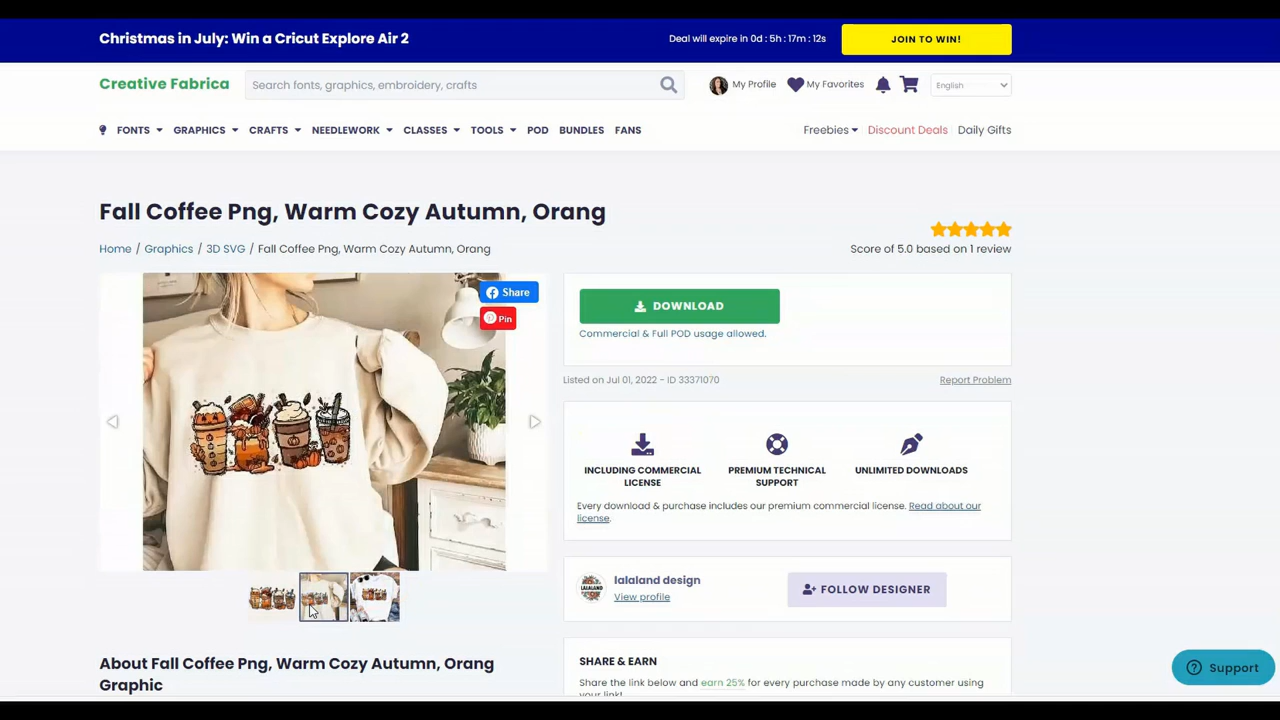 Christmas in July: Win a Cricut Explore Air 2
Deal will expire in 0d : 5h : 17m : 12s
JOIN TO WIN!
Creative Fabrica
Search fonts, graphics, embroidery, crafts
My Profile
My Favorites
English
FONTS GRAPHICS CRAFTS NEEDLEWORK CLASSES TOOLS POD BUNDLES FANS
Freebies Discount Deals Daily Gifts
Fall Coffee Png, Warm Cozy Autumn, Orang
Home / Graphics / 3D SVG / Fall Coffee Png, Warm Cozy Autumn, Orang
Score of 5.0 based on 1 review
Share
Pin
DOWNLOAD
Commercial & Full POD usage allowed.
Listed on Jul 01, 2022 - ID 33371070
Report Problem
INCLUDING COMMERCIAL
LICENSE
PREMIUM TECHNICAL
SUPPORT
UNLIMITED DOWNLOADS
Every download & purchase includes our premium commercial license. Read about our
license.
LALALAND
lalaland design
View profile
FOLLOW DESIGNER
About Fall Coffee Png, Warm Cozy Autumn, Orang
Graphic
SHARE & EARN
Share the link below and earn 25% for every purchase made by any customer using
your link!
Support